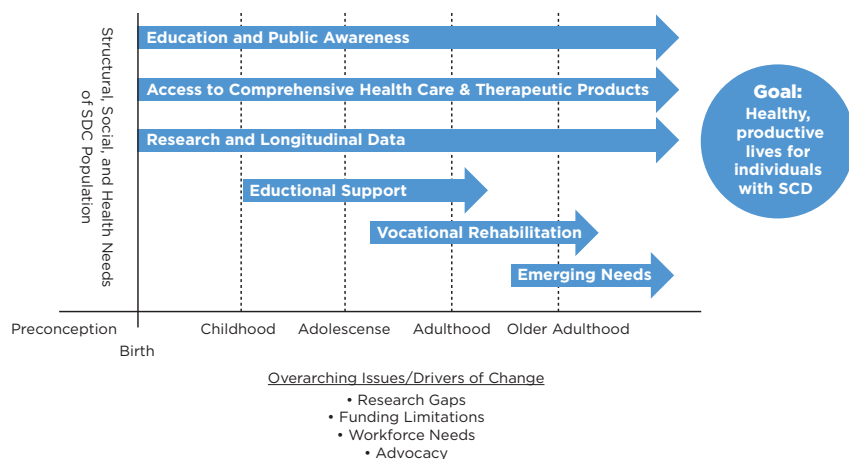 Structural, Social, and Health Needs
of SDC Population
Education and Public Awareness
Access to Comprehensive Health Care & Therapeutic Products
Research and Longitudinal Data
Eductional Support
Vocational Rehabilitation
Emerging Needs
Goal:
Healthy,
productive
lives for
individuals
with SCD
Preconception
Birth
Childhood
Adolescense
Adulthood
Older Adulthood
Overarching Issues/Drivers of Change
• Research Gaps
• Funding Limitations
• Workforce Needs
• Advocacy